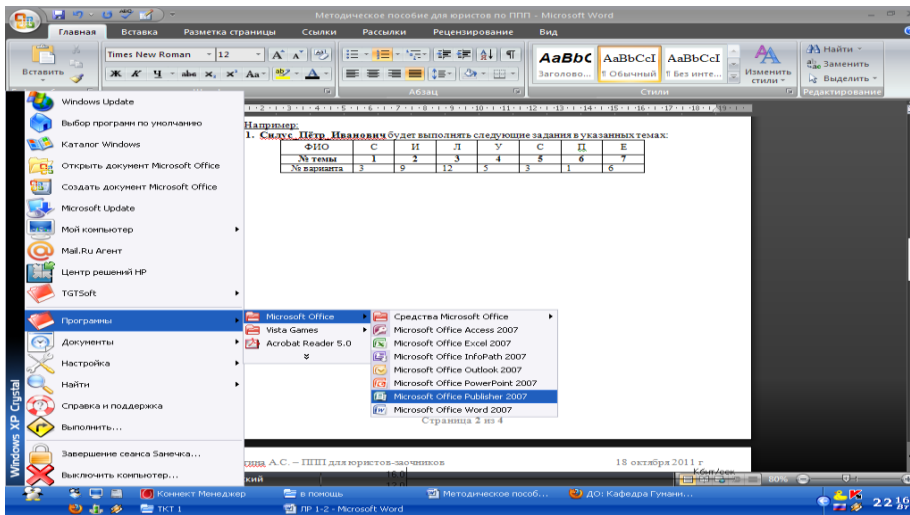 Методическое пособие для юристов по ППП - Microsoft Word
Главная Вставка Разметка страницы Ссылки Рассылки Рецензирование Вид
Вставить
Times New Roman 12
Ж К Ч abc x, x² Aa
Абзац
AaBbC AaBbCcI AaBbCcI
Заголово... ¶ Обычный ¶ Без инте...
Стили
Изменить стили
Найти
Заменить
Выделить
Редактирование
Windows Update
Выбор программ по умолчанию
Каталог Windows
Открыть документ Microsoft Office
Создать документ Microsoft Office
Microsoft Update
Мой компьютер
Mail.Ru Агент
Центр решений HP
TGTSoft
Программы
Документы
Настройка
Найти
Справка и поддержка
Выполнить...
Завершение сеанса Занечка...
Выключить компьютер...
Windows XP Crystal
Microsoft Office
Vista Games
Acrobat Reader 5.0
Средства Microsoft Office
Microsoft Office Access 2007
Microsoft Office Excel 2007
Microsoft Office InfoPath 2007
Microsoft Office Outlook 2007
Microsoft Office PowerPoint 2007
Microsoft Office Publisher 2007
Microsoft Office Word 2007
Например:
1. Силус Пётр Иванович будет выполнять следующие задания в указанных темах:
ФИО С И Л У С П Е
№ темы 1 2 3 4 5 6 7
№ варианта 3 9 12 5 3 1 6
Страница 2 из 4
А.С. – ППП для юристов-заочников 18 октября 2011 г
Кбит/сек
80%
Коннект Менеджер
в помощь
Методическое пособ...
ДО: Кафедра Гумани...
ТКТ 1
ПР 1-2 - Microsoft Word
22 16